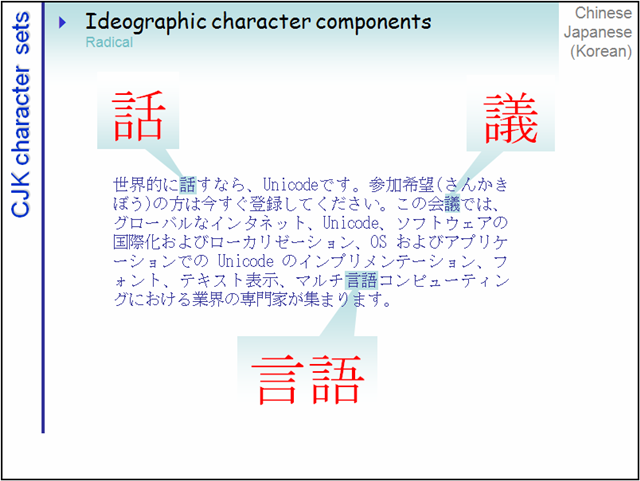 CJK character sets
Ideographic character components
Radical
Chinese
Japanese
(Korean)
話
議
世界的に話すなら、Unicodeです。参加希望(さんかき
ぼう)の方は今すぐ登録してください。この会議では、
グローバルなインタネット、Unicode、ソフトウェアの
国際化およびローカリゼーション、OS およびアプリケ
ーションでの Unicode のインプリメンテーション、フ
ォント、テキスト表示、マルチ言語コンピューティン
グにおける業界の専門家が集まります。
言語